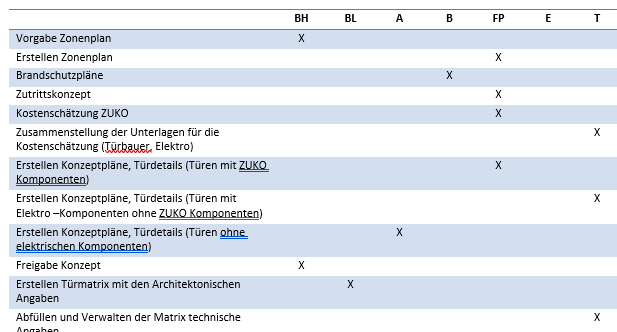 BH BL A B FP E T
Vorgabe Zonenplan X
Erstellen Zonenplan X
Brandschutzpläne X
Zutrittskonzept X
Kostenschätzung ZUKO X
Zusammenstellung der Unterlagen für die X
Kostenschätzung (Türbauer, Elektro)
Erstellen Konzeptpläne, Türdetails (Türen mit ZUKO X
Komponenten)
Erstellen Konzeptpläne, Türdetails (Türen mit X
Elektro –Komponenten ohne ZUKO Komponenten)
Erstellen Konzeptpläne, Türdetails (Türen ohne X
elektrischen Komponenten)
Freigabe Konzept X
Erstellen Türmatrix mit den Architektonischen X
Angaben
Abfüllen und Verwalten der Matrix technische X
Angaben